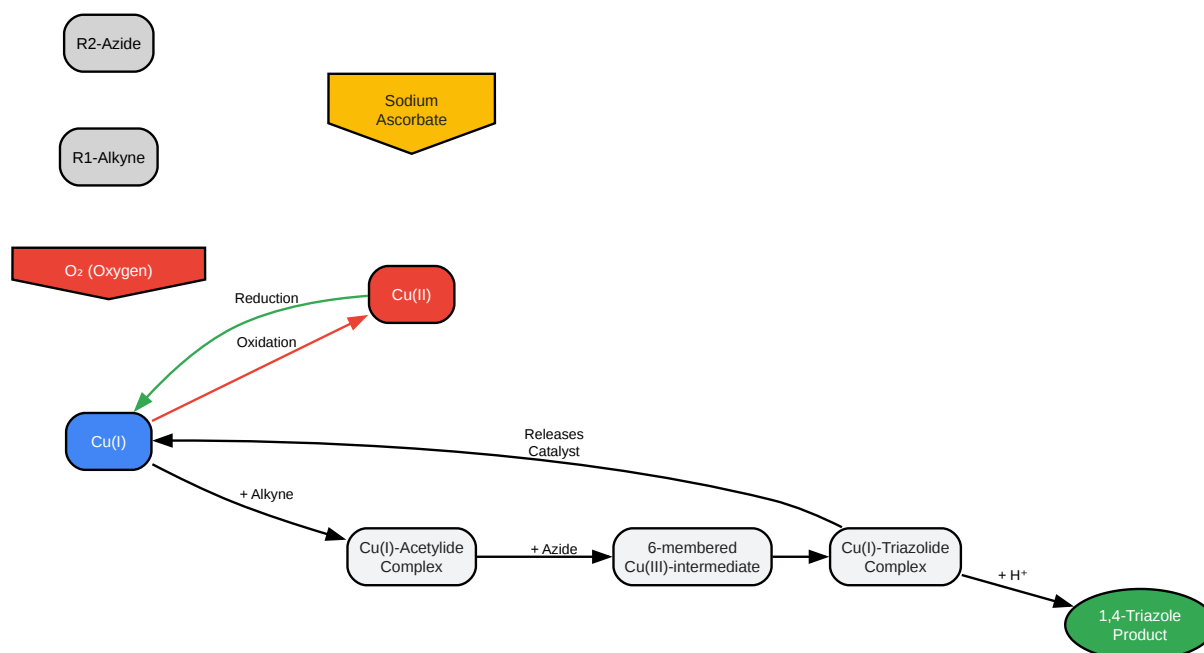 R2-Azide
Sodium
Ascorbate
R1-Alkyne
O₂ (Oxygen)
Cu(II)
Reduction
Oxidation
Cu(I)
Releases
Catalyst
+ Alkyne
Cu(I)-Acetylide
Complex
+ Azide
6-membered
Cu(III)-intermediate
Cu(I)-Triazolide
Complex
+ H⁺
1,4-Triazole
Product